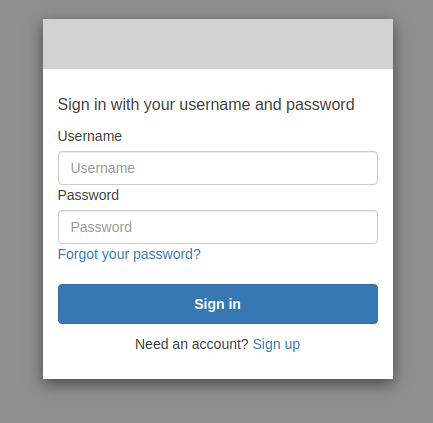 Sign in with your username and password
Username
Username
Password
Password
Forgot your password?
Sign in
Need an account? Sign up